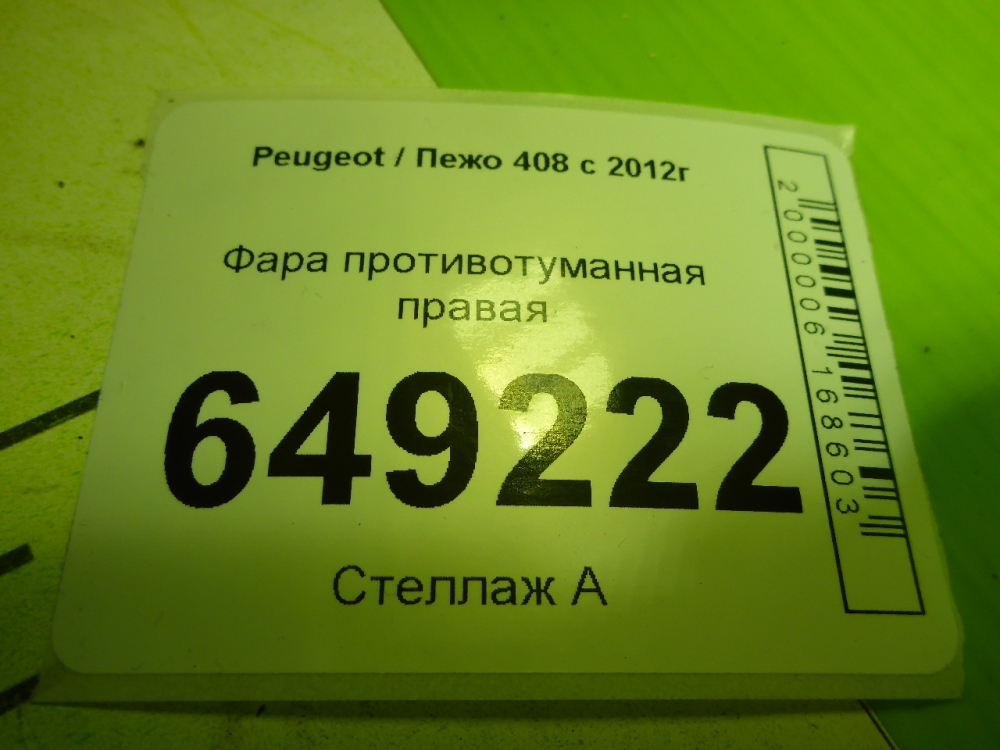 Peugeot / Пежо 408 с 2012г
Фара противотуманная
правая
649222
Стеллаж А
2000006168603